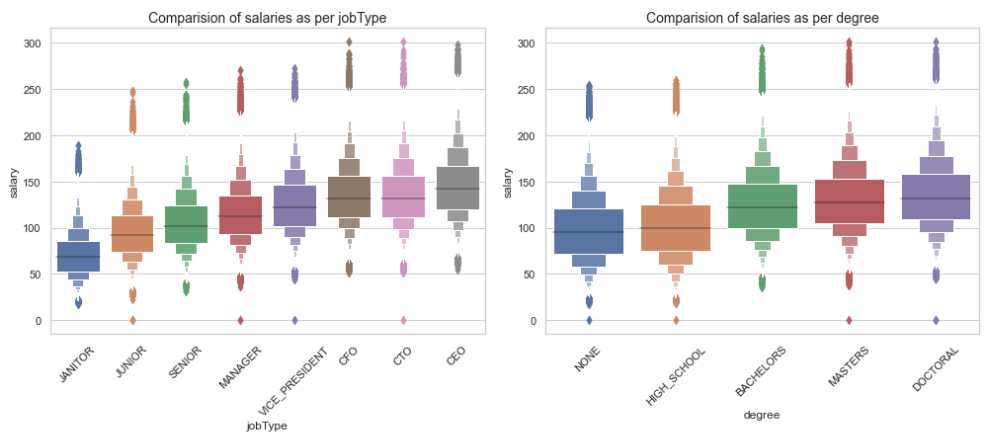 Comparision of salaries as per jobType
salary
300
250
200
150
100
50
0
JANITOR
JUNIOR
SENIOR
MANAGER
VICE_PRESIDENT
CFO
CTO
CEO
jobType
Comparision of salaries as per degree
salary
300
250
200
150
100
50
0
NONE
HIGH_SCHOOL
BACHELORS
MASTERS
DOCTORAL
degree